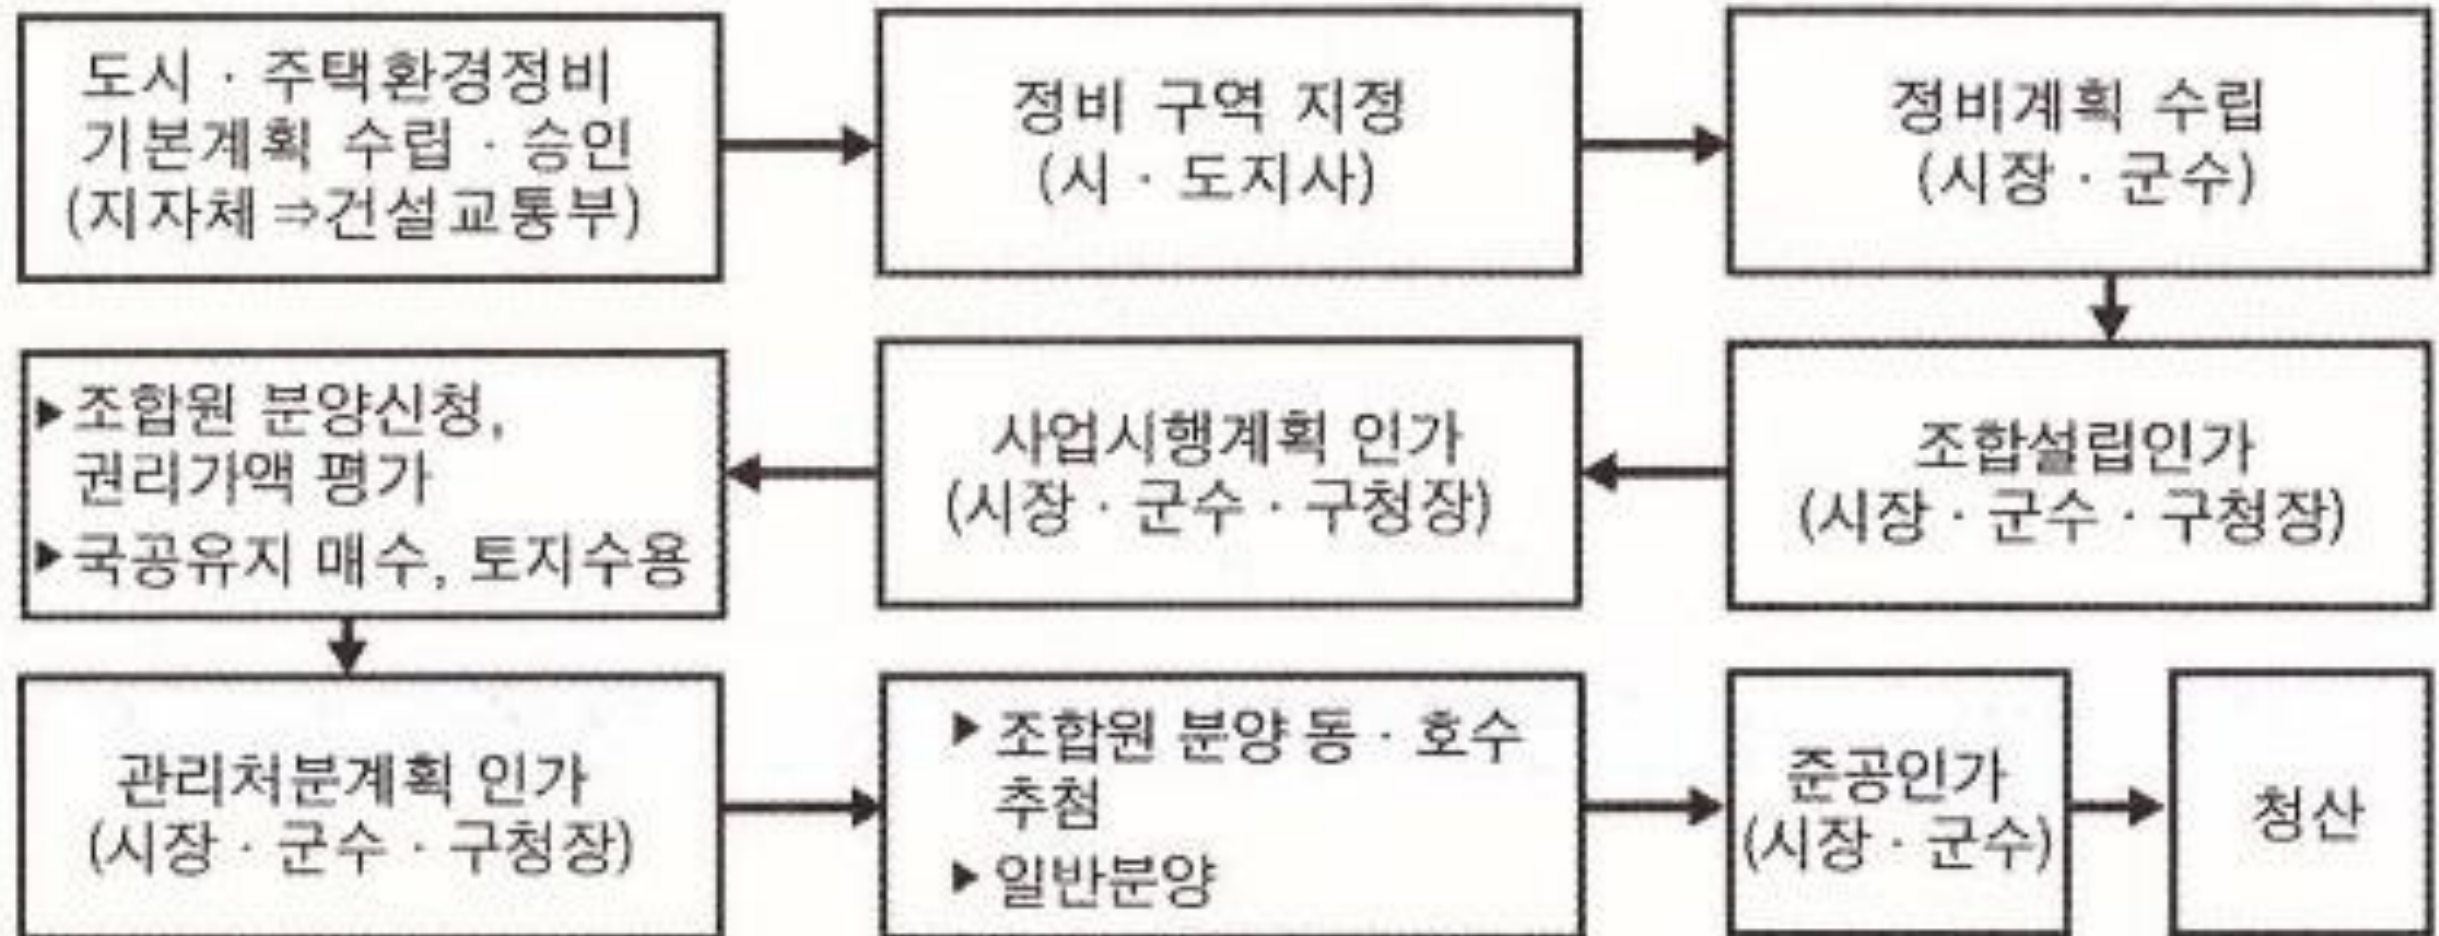 도시 · 주택환경정비
기본계획 수립 · 승인
(지자체⇒건설교통부)
정비 구역 지정
(시 · 도지사)
정비계획 수립
(시장 · 군수)
조합설립인가
(시장 · 군수 · 구청장)
사업시행계획 인가
(시장 · 군수 · 구청장)
▶조합원 분양신청,
권리가액 평가
▶국공유지 매수, 토지수용
관리처분계획 인가
(시장 · 군수 · 구청장)
▶조합원 분양 동 · 호수
추첨
▶일반분양
준공인가
(시장 · 군수)
청산